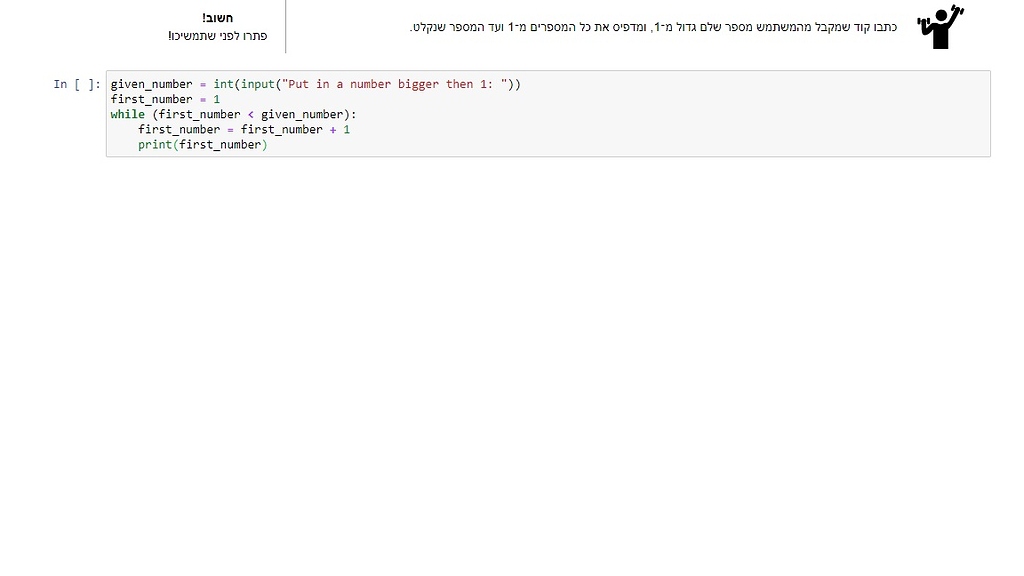 כתבו קוד שמקבל מהמשתמש מספר שלם גדול מ־1, ומדפיס את כל המספרים מ־1 ועד המספר שנקלט.
חשוב!
פתרו לפני שתמשיכו!
In [ ]:
given_number = int(input("Put in a number bigger then 1: "))
first_number = 1
while (first_number < given_number):
    first_number = first_number + 1
    print(first_number)